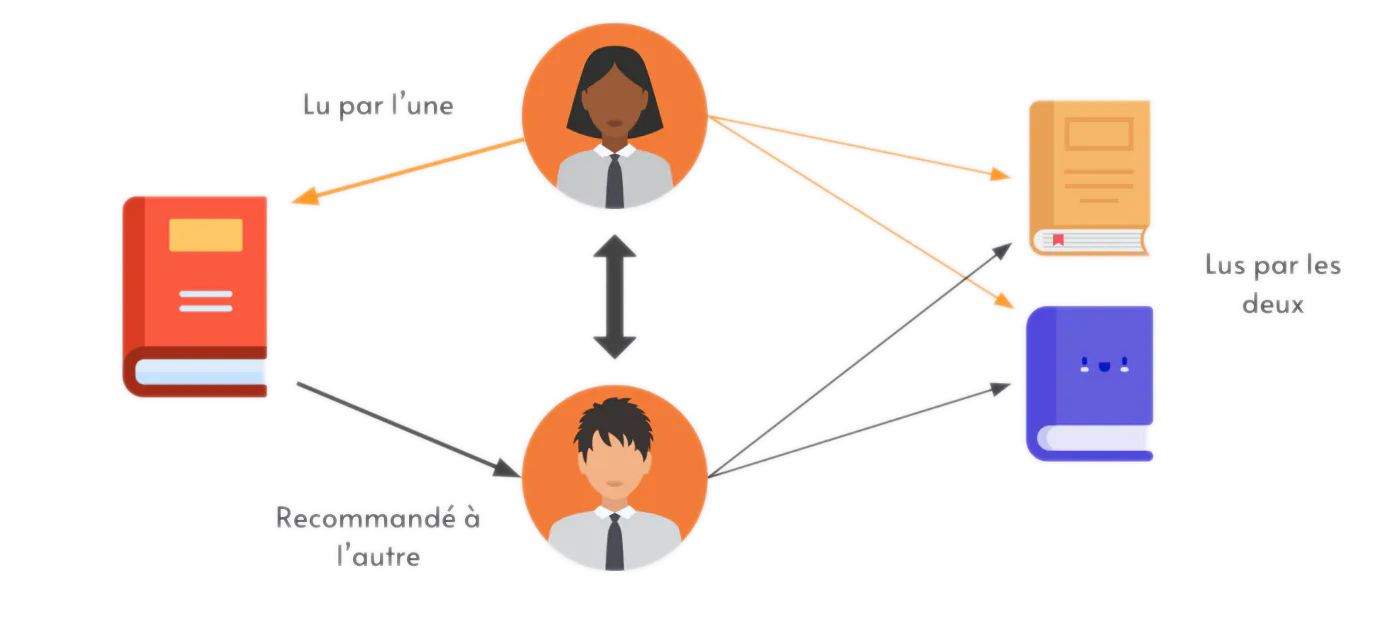 Lu par l’une
Lus par les
deux
Recommandé à
l’autre